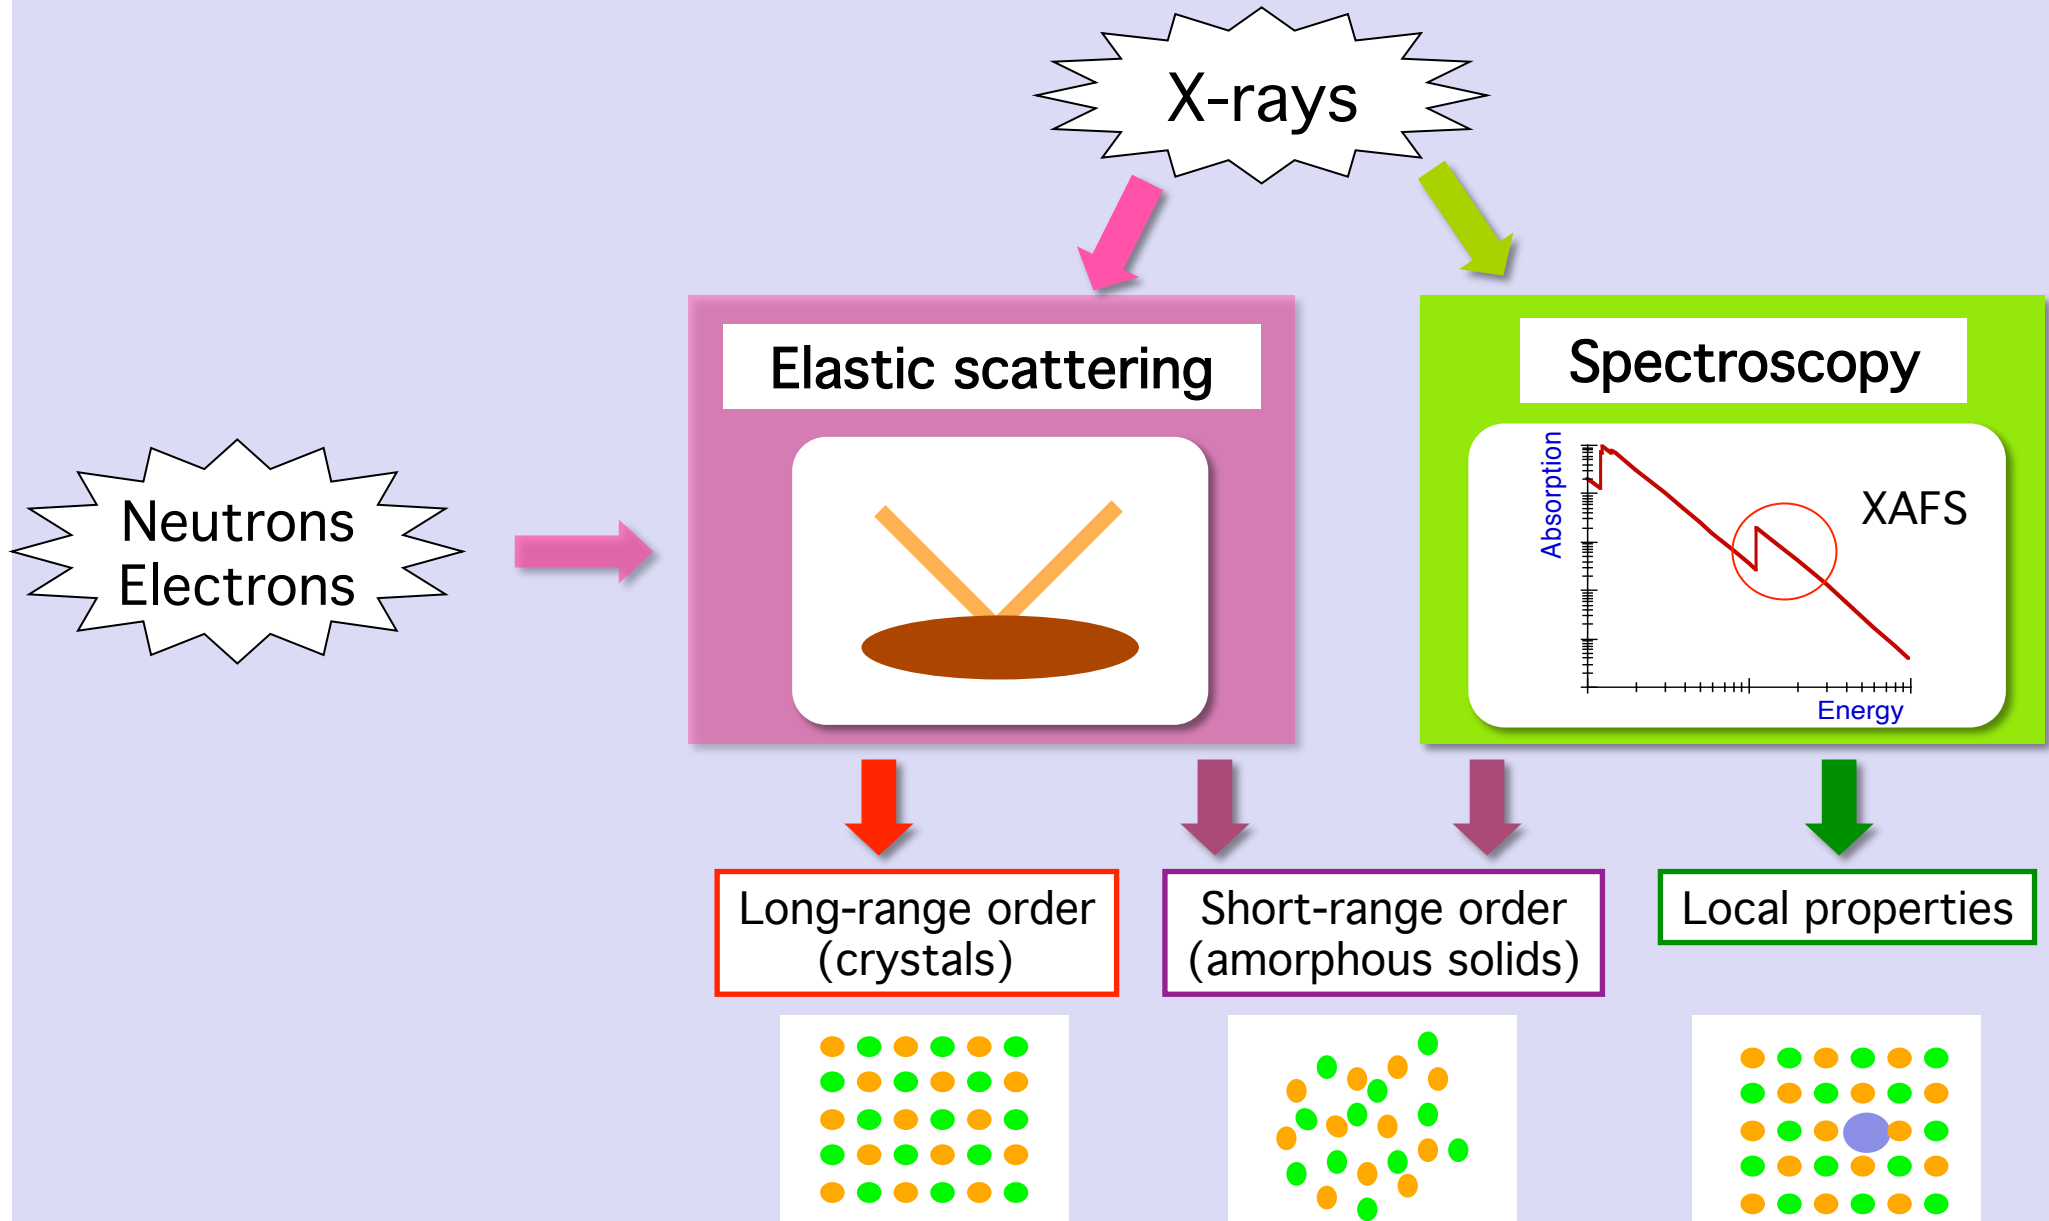 X-rays
Elastic scattering
Spectroscopy
Absorption
XAFS
Energy
Neutrons
Electrons
Long-range order
(crystals)
Short-range order
(amorphous solids)
Local properties